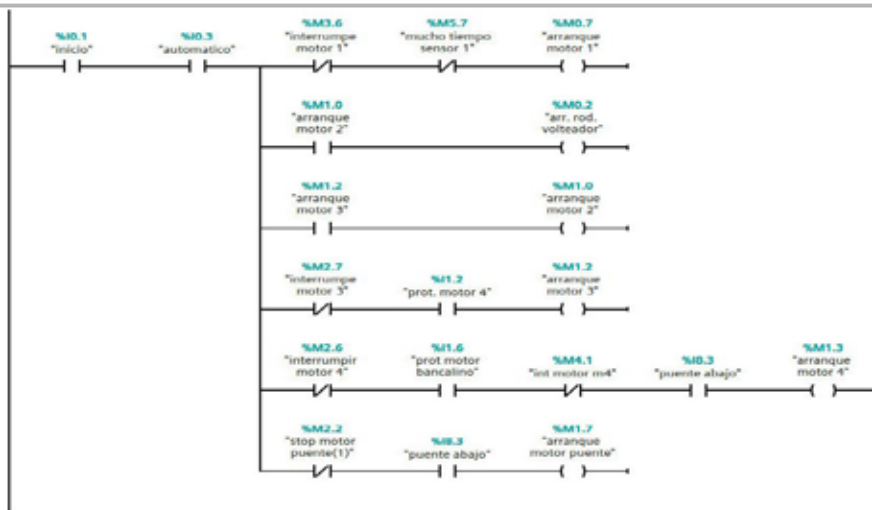 %I0.1
"inicio"
%I0.3
"automatico"
%M3.6
"interrumpe
motor 1"
%M5.7
"mucho tiempo
sensor 1"
%M0.7
"arranque
motor 1"
%M1.0
"arranque
motor 2"
%M0.2
"arr. rod.
volteador"
%M1.2
"arranque
motor 3"
%M1.0
"arranque
motor 2"
%M2.7
"interrumpe
motor 3"
%I1.2
"prot. motor 4"
%M1.2
"arranque
motor 3"
%M2.6
"interrumpir
motor 4"
%I1.6
"prot motor
bancalino"
%M4.1
"int motor m4"
%I8.3
"puente abajo"
%M1.3
"arranque
motor 4"
%M2.2
"stop motor
puente(1)"
%I8.3
"puente abajo"
%M1.7
"arranque
motor puente"